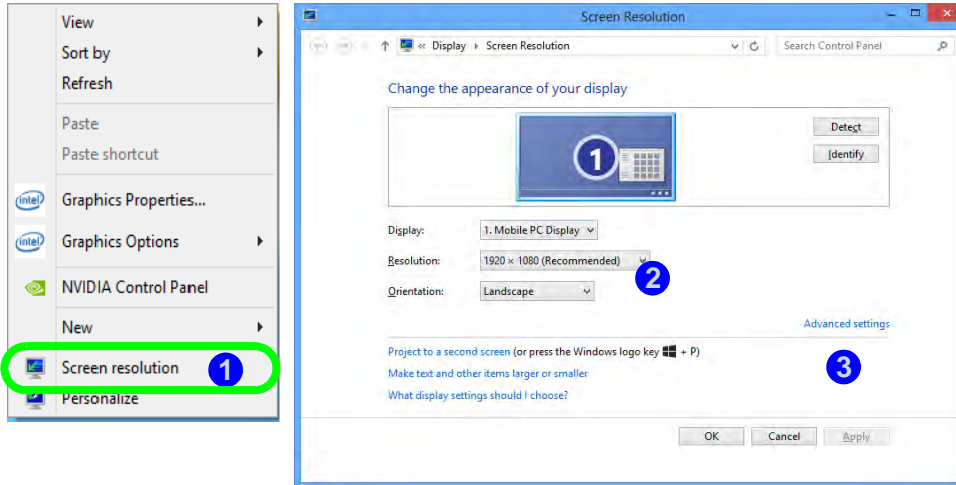 View
Sort by
Refresh
Paste
Paste shortcut
intel Graphics Properties...
intel Graphics Options
NVIDIA Control Panel
New
Screen resolution 1
Personalize
Screen Resolution
« Display Screen Resolution Search Control Panel
Change the appearance of your display
1
Detect
Identify
Display: 1. Mobile PC Display
Resolution: 1920 × 1080 (Recommended)
2
Orientation: Landscape
Advanced settings
Project to a second screen (or press the Windows logo key + P)
3
Make text and other items larger or smaller
What display settings should I choose?
OK Cancel Apply